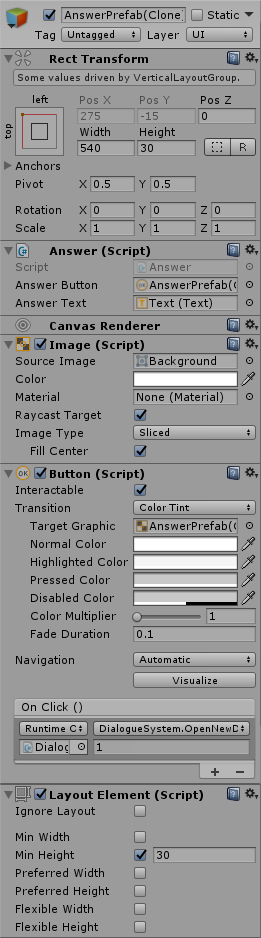 AnswerPrefab(Clone Static
Tag Untagged Layer UI
Rect Transform
Some values driven by VerticalLayoutGroup.
left Pos X Pos Y Pos Z
top 275 -15 0
Width Height
540 30 R
Anchors
Pivot X 0.5 Y 0.5
Rotation X 0 Y 0 Z 0
Scale X 1 Y 1 Z 1
Answer (Script)
Script Answer
Answer Button OK AnswerPrefab(C
Answer Text Text (Text)
Canvas Renderer
Image (Script)
Source Image Background
Color
Material None (Material)
Raycast Target
Image Type Sliced
Fill Center
OK Button (Script)
Interactable
Transition Color Tint
Target Graphic AnswerPrefab(C
Normal Color
Highlighted Color
Pressed Color
Disabled Color
Color Multiplier 1
Fade Duration 0.1
Navigation Automatic
Visualize
On Click ()
Runtime O DialogueSystem.OpenNewD
Dialog 1
+ −
Layout Element (Script)
Ignore Layout
Min Width
Min Height 30
Preferred Width
Preferred Height
Flexible Width
Flexible Height